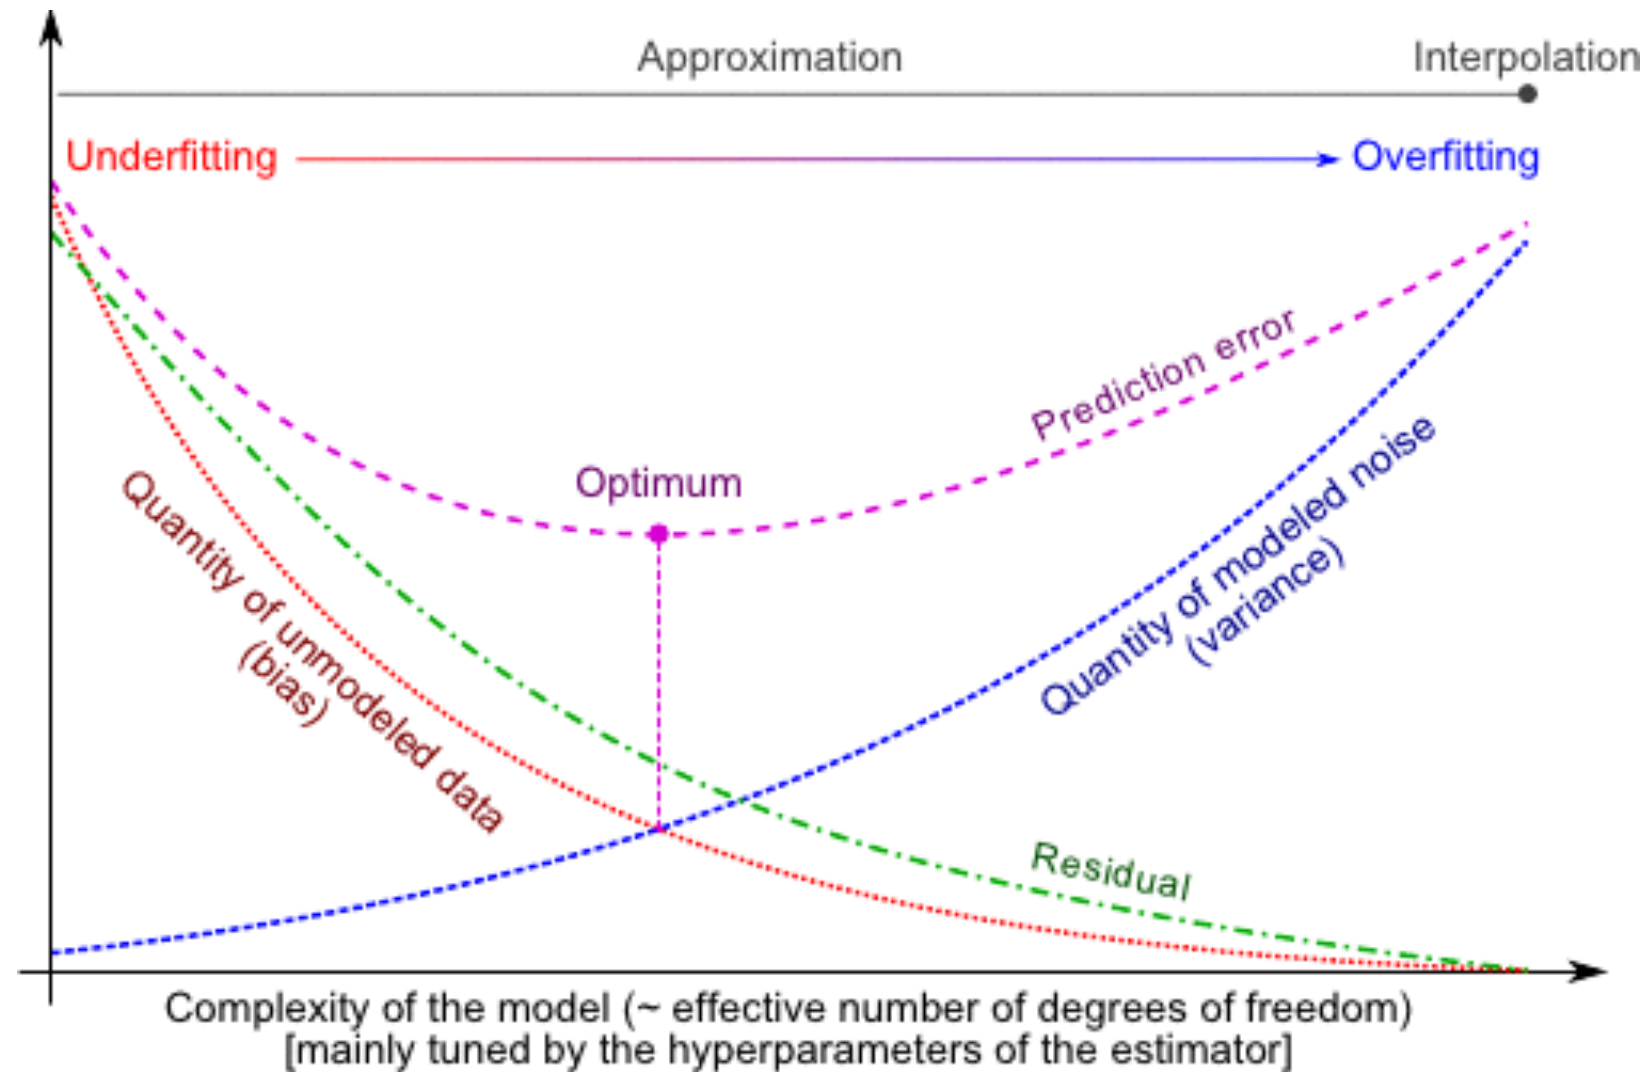 Approximation
Interpolation
Underfitting
Overfitting
Prediction error
Optimum
Quantity of unmodeled data
(bias)
Quantity of modeled noise
(variance)
Residual
Complexity of the model (~ effective number of degrees of freedom)
[mainly tuned by the hyperparameters of the estimator]